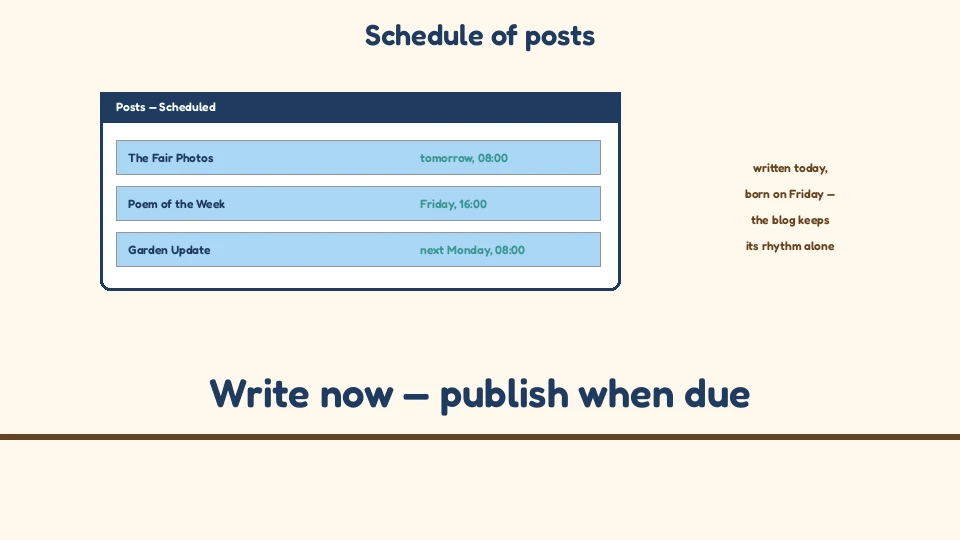 Schedule of posts
Posts — Scheduled
The Fair Photos tomorrow, 08:00
Poem of the Week Friday, 16:00
Garden Update next Monday, 08:00
written today,
born on Friday —
the blog keeps
its rhythm alone
Write now — publish when due